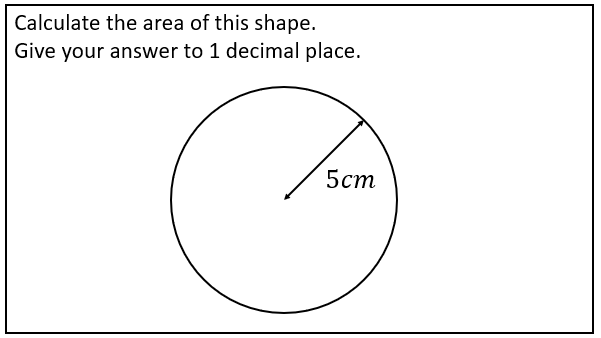 Calculate the area of this shape.
Give your answer to 1 decimal place.
5cm